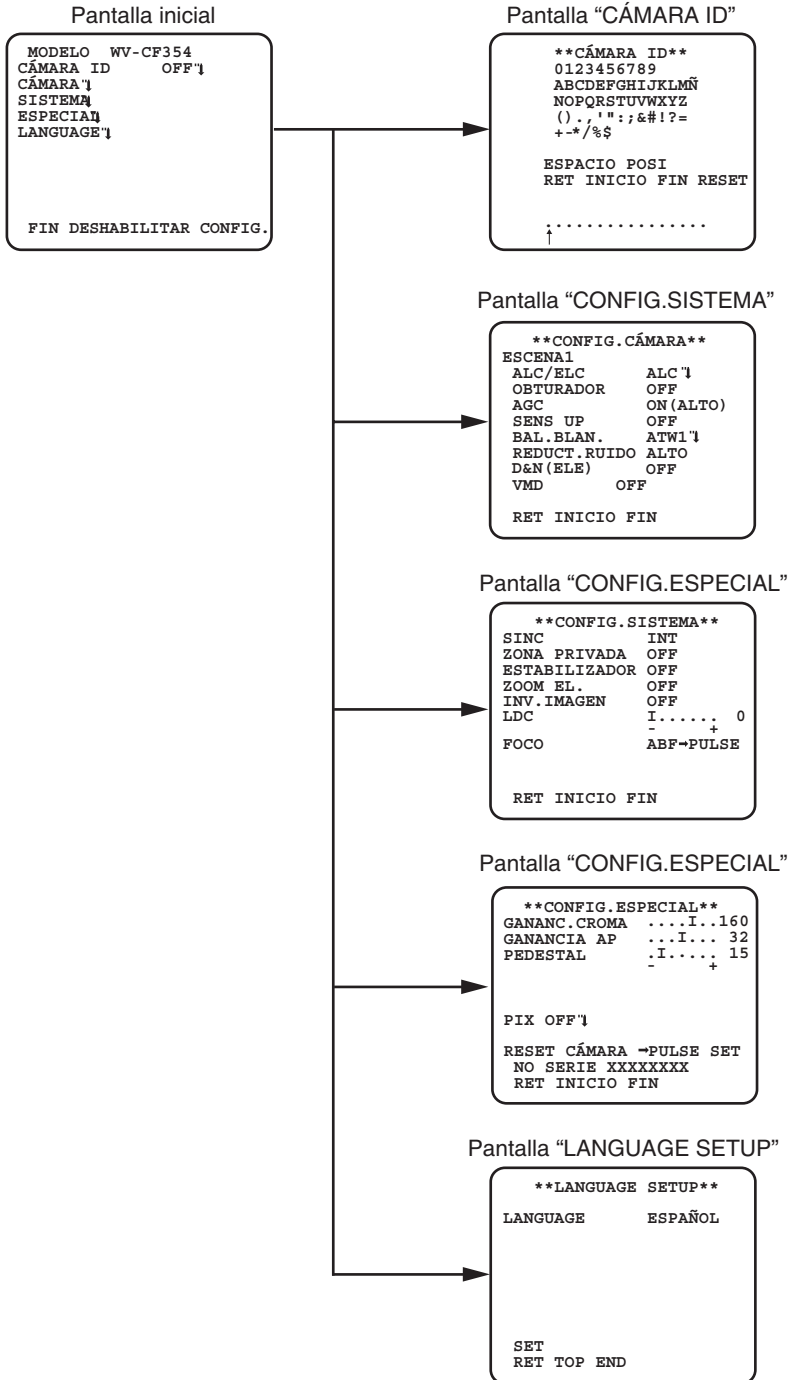 Pantalla inicial
MODELO WV-CF354
CÁMARA ID OFF
CÁMARA
SISTEMA
ESPECIAL
LANGUAGE
FIN DESHABILITAR CONFIG.
Pantalla “CÁMARA ID”
**CÁMARA ID**
0123456789
ABCDEFGHIJKLMÑ
NOPQRSTUVWXYZ
().,'":;&#!?=
+-*/%$
ESPACIO POSI
RET INICIO FIN RESET
................
↑
Pantalla “CONFIG.SISTEMA”
**CONFIG.CÁMARA**
ESCENA1
ALC/ELC ALC
OBTURADOR OFF
AGC ON(ALTO)
SENS UP OFF
BAL.BLAN. ATW1
REDUCT.RUIDO ALTO
D&N(ELE) OFF
VMD OFF
RET INICIO FIN
Pantalla “CONFIG.ESPECIAL”
**CONFIG.SISTEMA**
SINC INT
ZONA PRIVADA OFF
ESTABILIZADOR OFF
ZOOM EL. OFF
INV.IMAGEN OFF
LDC I...... 0
- +
FOCO ABF→PULSE
RET INICIO FIN
Pantalla “CONFIG.ESPECIAL”
**CONFIG.ESPECIAL**
GANANC.CROMA ....I..160
GANANCIA AP ...I... 32
PEDESTAL .I..... 15
- +
PIX OFF
RESET CÁMARA →PULSE SET
NO SERIE XXXXXXXX
RET INICIO FIN
Pantalla “LANGUAGE SETUP”
**LANGUAGE SETUP**
LANGUAGE ESPAÑOL
SET
RET TOP END